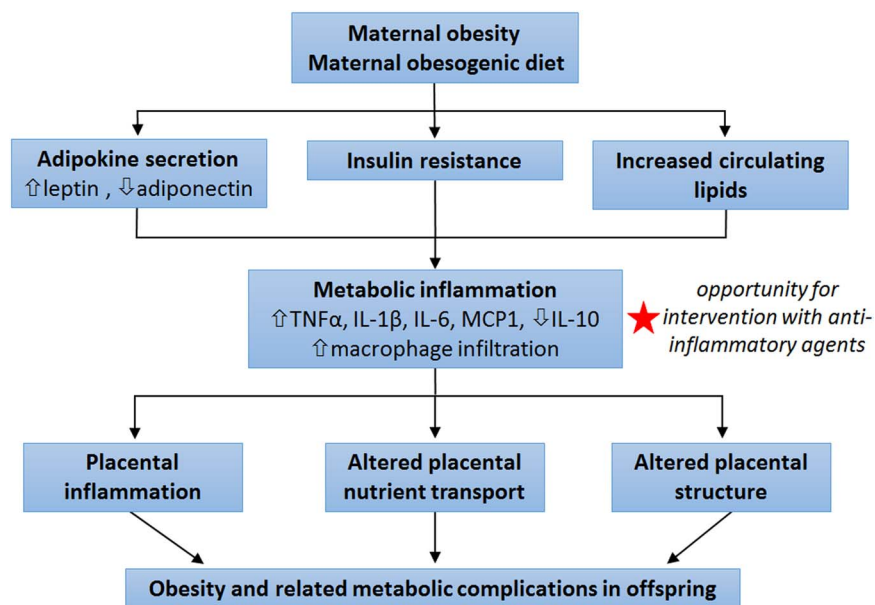 Maternal obesity
Maternal obesogenic diet
Adipokine secretion
⇧leptin , ⇩adiponectin
Insulin resistance
Increased circulating
lipids
Metabolic inflammation
⇧TNFα, IL-1β, IL-6, MCP1, ⇩IL-10
⇧macrophage infiltration
opportunity for
intervention with anti-
inflammatory agents
Placental
inflammation
Altered placental
nutrient transport
Altered placental
structure
Obesity and related metabolic complications in offspring